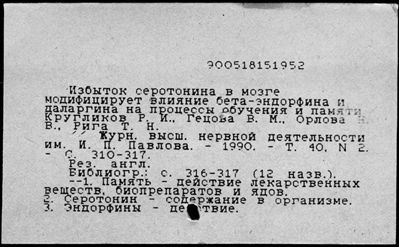 900518151952
Избыток серотонина в мозге
модифицирует влияние бета-эндорфина и
даларгина на процессы обучения и памяти
Кругликов Р. И., Гецова В. М., Орлова Н.
В., Рига Т. Н.
Журн. высш. нервной деятельности
им. И. П. Павлова. - 1990. - Т. 40, N 2.
- С. 310-317.
Рез. англ.
Библиогр.: с. 316-317 (12 назв.).
--1. Память - действие лекарственных
веществ, биопрепаратов и ядов.
2. Серотонин - содержание в организме.
3. Эндорфины - действие.